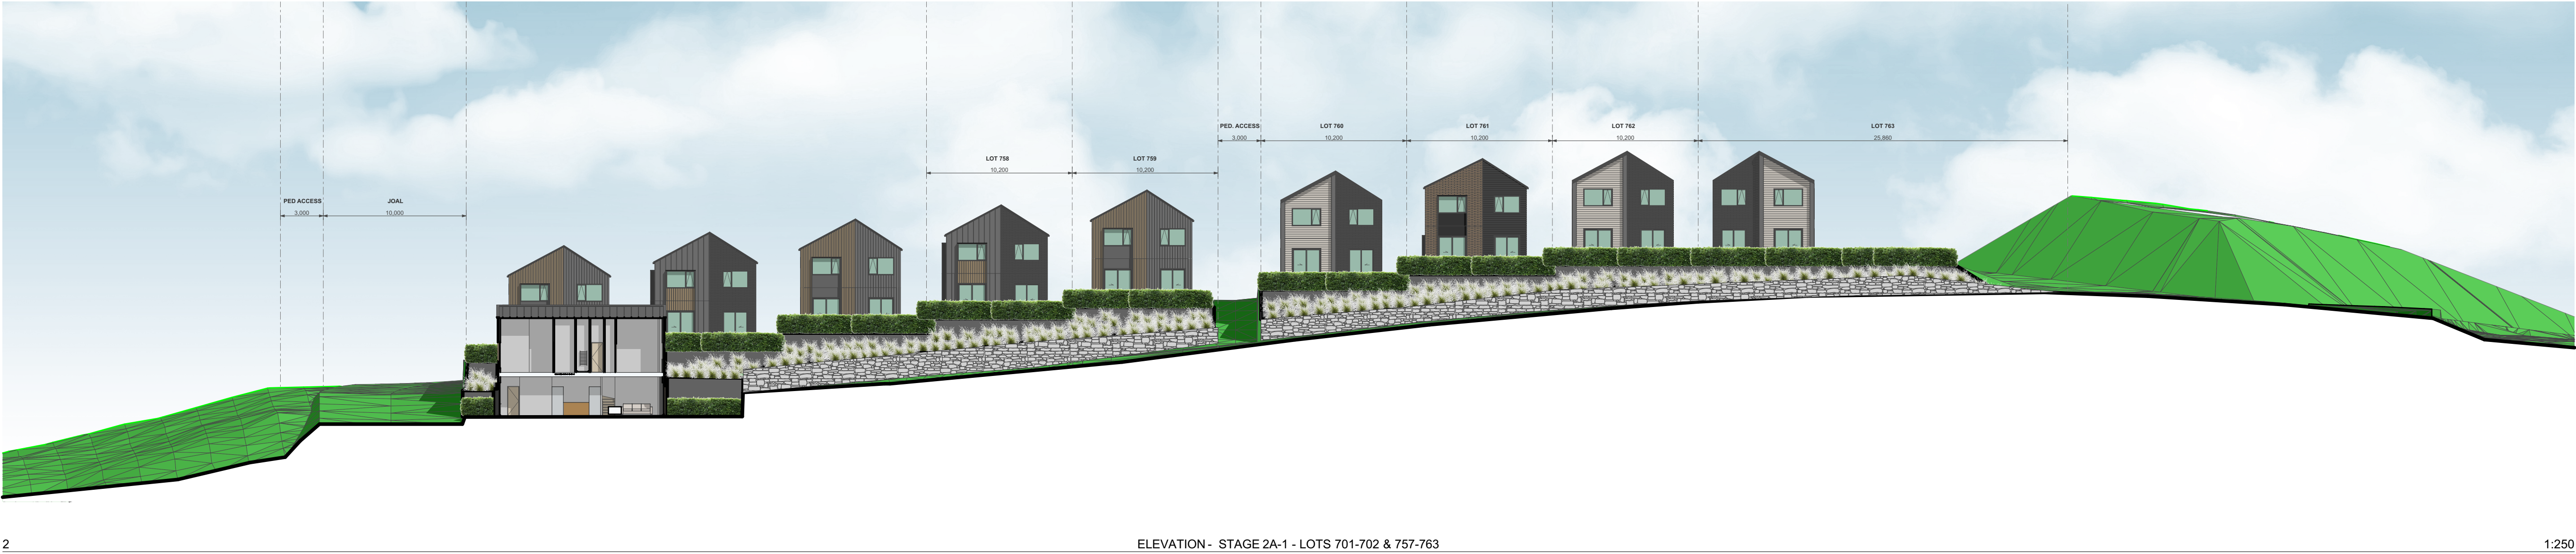 PED. ACCESS
3,000
LOT 760
10,200
LOT 761
10,200
LOT 762
10,200
LOT 763
25,860
LOT 758
10,200
LOT 759
10,200
PED ACCESS
3,000
JOAL
10,000
2
ELEVATION - STAGE 2A-1 - LOTS 701-702 & 757-763
1:250